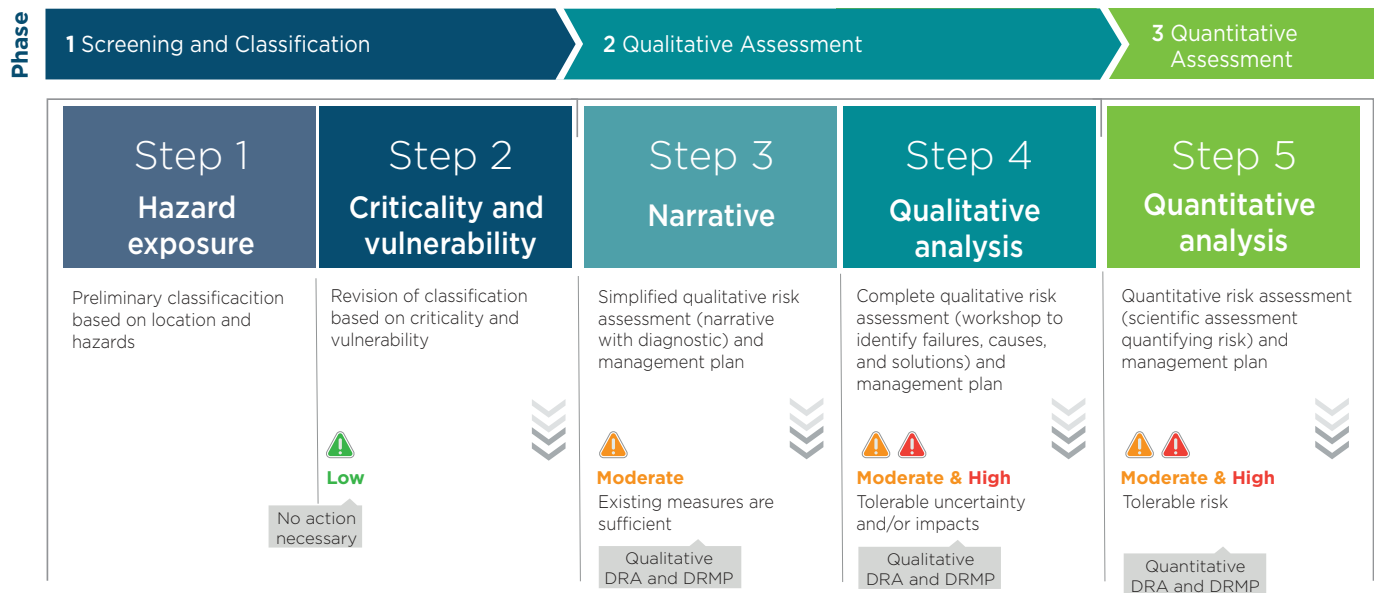 Phase
1 Screening and Classification
2 Qualitative Assessment
3 Quantitative
Assessment
Step 1
Hazard
exposure
Step 2
Criticality and
vulnerability
Step 3
Narrative
Step 4
Qualitative
analysis
Step 5
Quantitative
analysis
Preliminary classificacition
based on location and
hazards
Revision of classification
based on criticality and
vulnerability
Low
No action
necessary
Simplified qualitative risk
assessment (narrative
with diagnostic) and
management plan
Moderate
Existing measures are
sufficient
Qualitative
DRA and DRMP
Complete qualitative risk
assessment (workshop to
identify failures, causes,
and solutions) and
management plan
Moderate & High
Tolerable uncertainty
and/or impacts
Qualitative
DRA and DRMP
Quantitative risk assessment
(scientific assessment
quantifying risk) and
management plan
Moderate & High
Tolerable risk
Quantitative
DRA and DRMP